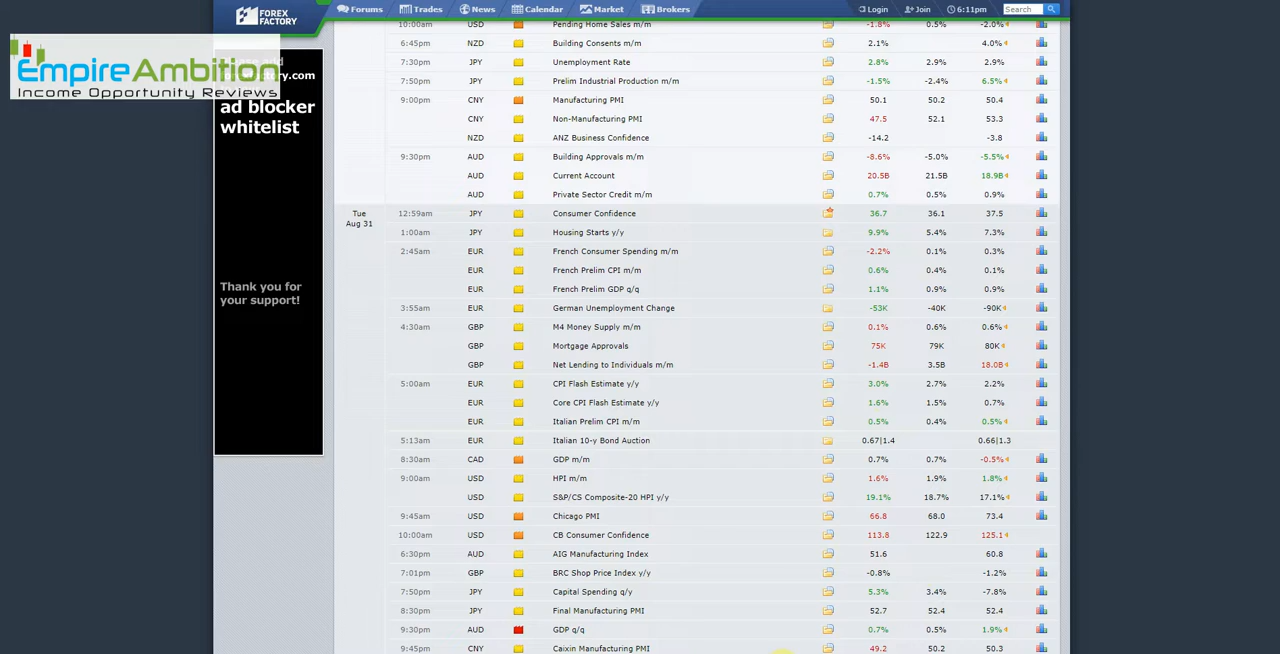 FOREX FACTORY
Forums Trades News Calendar Market Brokers Login Join 6:11pm Search
EmpireAmbition
Income Opportunity Reviews
ad blocker
whitelist
Thank you for
your support!
10:00am USD Pending Home Sales m/m -1.8% 0.5% -2.0%
6:45pm NZD Building Consents m/m 2.1% 4.0%
7:30pm JPY Unemployment Rate 2.8% 2.9% 2.9%
7:50pm JPY Prelim Industrial Production m/m -1.5% -2.4% 6.5%
9:00pm CNY Manufacturing PMI 50.1 50.2 50.4
CNY Non-Manufacturing PMI 47.5 52.1 53.3
NZD ANZ Business Confidence -14.2 -3.8
9:30pm AUD Building Approvals m/m -8.6% -5.0% -5.5%
AUD Current Account 20.5B 21.5B 18.9B
AUD Private Sector Credit m/m 0.7% 0.5% 0.9%
Tue Aug 31 12:59am JPY Consumer Confidence 36.7 36.1 37.5
1:00am JPY Housing Starts y/y 9.9% 5.4% 7.3%
2:45am EUR French Consumer Spending m/m -2.2% 0.1% 0.3%
EUR French Prelim CPI m/m 0.6% 0.4% 0.1%
EUR French Prelim GDP q/q 1.1% 0.9% 0.9%
3:55am EUR German Unemployment Change -53K -40K -90K
4:30am GBP M4 Money Supply m/m 0.1% 0.6% 0.6%
GBP Mortgage Approvals 75K 79K 80K
GBP Net Lending to Individuals m/m -1.4B 3.5B 18.0B
5:00am EUR CPI Flash Estimate y/y 3.0% 2.7% 2.2%
EUR Core CPI Flash Estimate y/y 1.6% 1.5% 0.7%
EUR Italian Prelim CPI m/m 0.5% 0.4% 0.5%
5:13am EUR Italian 10-y Bond Auction 0.67|1.4 0.66|1.3
8:30am CAD GDP m/m 0.7% 0.7% -0.5%
9:00am USD HPI m/m 1.6% 1.9% 1.8%
USD S&P/CS Composite-20 HPI y/y 19.1% 18.7% 17.1%
9:45am USD Chicago PMI 66.8 68.0 73.4
10:00am USD CB Consumer Confidence 113.8 122.9 125.1
6:30pm AUD AIG Manufacturing Index 51.6 60.8
7:01pm GBP BRC Shop Price Index y/y -0.8% -1.2%
7:50pm JPY Capital Spending q/y 5.3% 3.4% -7.8%
8:30pm JPY Final Manufacturing PMI 52.7 52.4 52.4
9:30pm AUD GDP q/q 0.7% 0.5% 1.9%
9:45pm CNY Caixin Manufacturing PMI 49.2 50.2 50.3